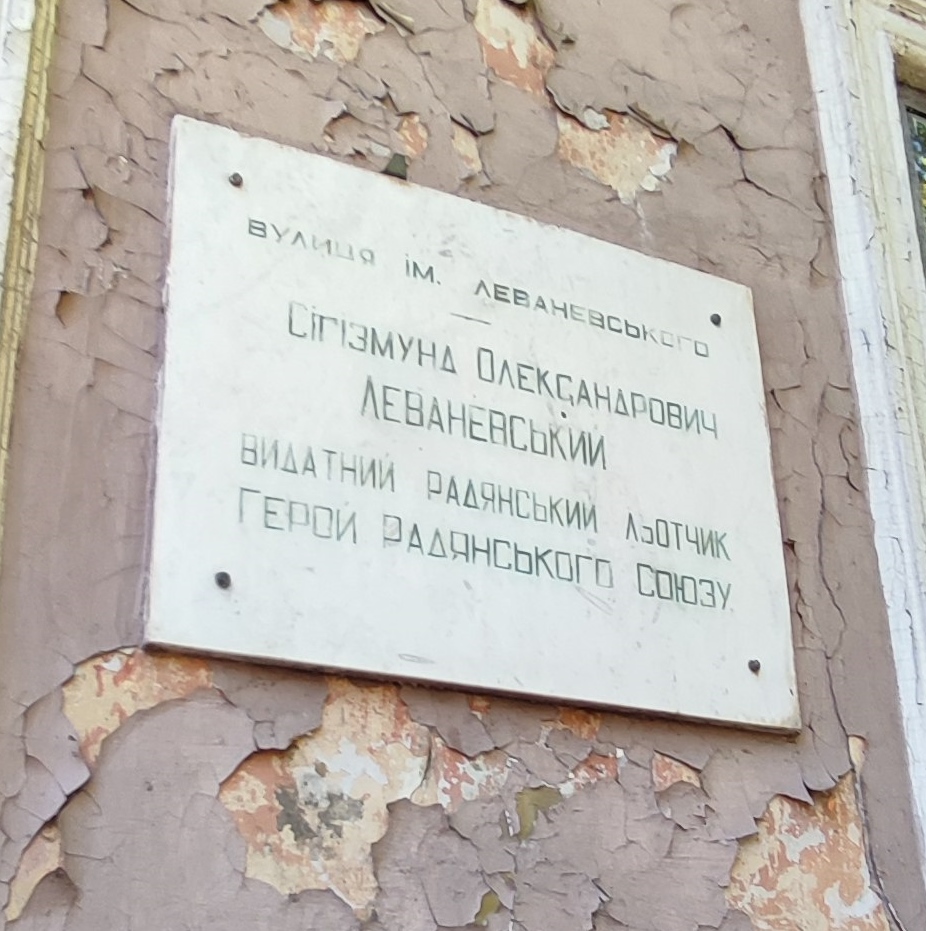 ВУЛИЦЯ ІМ. ЛЕВАНЕВСЬКОГО
СІГІЗМУНД ОЛЕКСАНДРОВИЧ
ЛЕВАНЕВСЬКИЙ
ВИДАТНИЙ РАДЯНСЬКИЙ ЛЬОТЧИК
ГЕРОЙ РАДЯНСЬКОГО СОЮЗУ